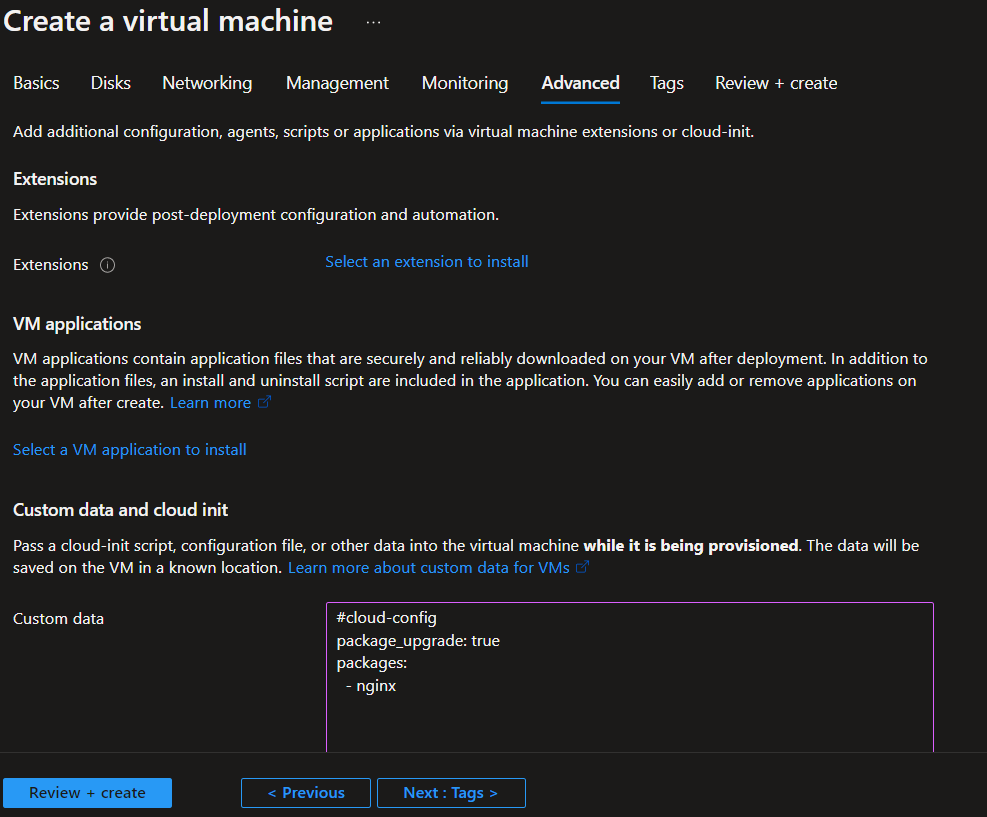 Create a virtual machine ...
Basics Disks Networking Management Monitoring Advanced Tags Review + create
Add additional configuration, agents, scripts or applications via virtual machine extensions or cloud-init.
Extensions
Extensions provide post-deployment configuration and automation.
Extensions Select an extension to install
VM applications
VM applications contain application files that are securely and reliably downloaded on your VM after deployment. In addition to
the application files, an install and uninstall script are included in the application. You can easily add or remove applications on
your VM after create. Learn more
Select a VM application to install
Custom data and cloud init
Pass a cloud-init script, configuration file, or other data into the virtual machine while it is being provisioned. The data will be
saved on the VM in a known location. Learn more about custom data for VMs
Custom data #cloud-config
package_upgrade: true
packages:
  - nginx
Review + create < Previous Next : Tags >